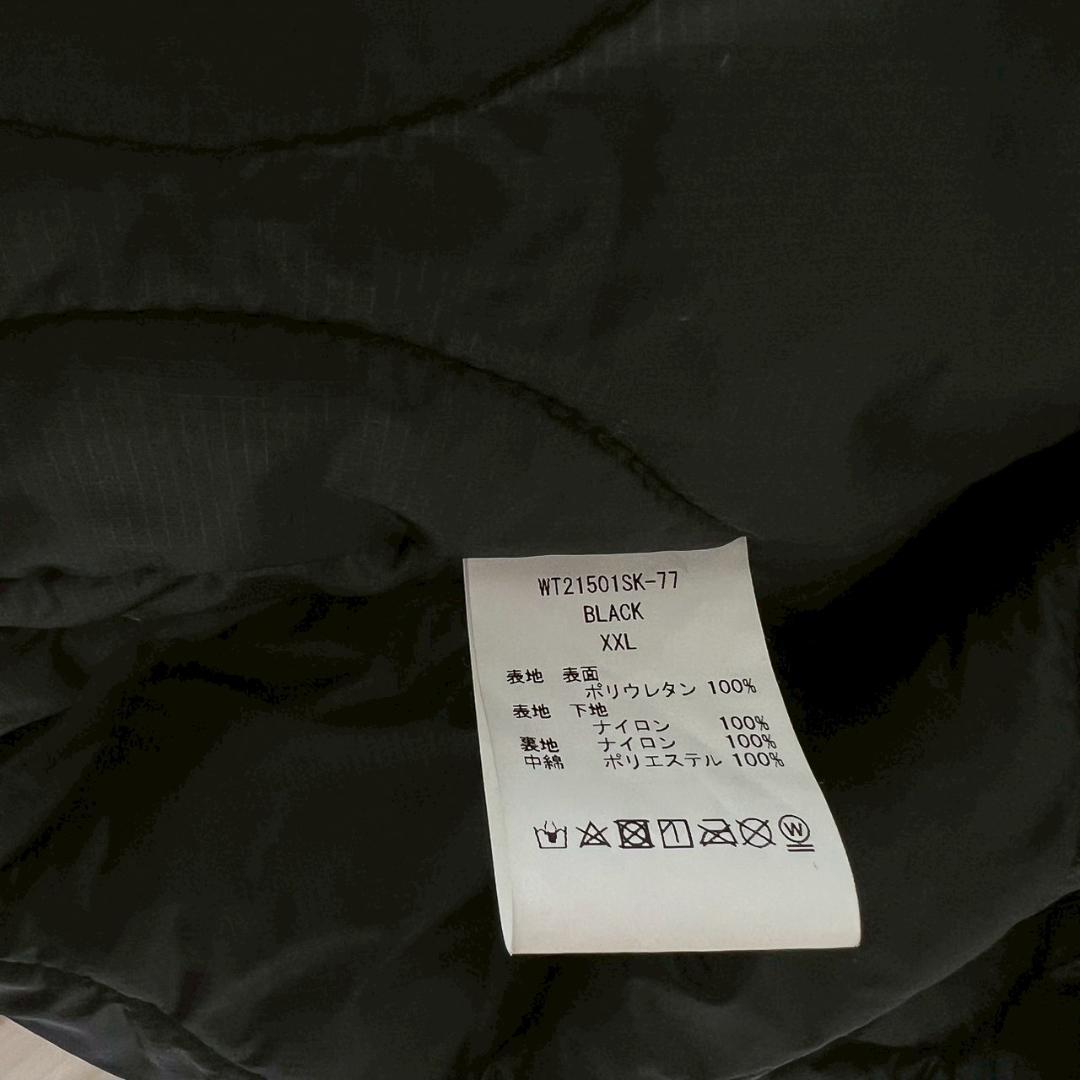 WT21501SK-77
BLACK
XXL
表地 表面
ポリウレタン 100%
表地 下地
ナイロン 100%
裏地 ナイロン 100%
中綿 ポリエステル 100%
W